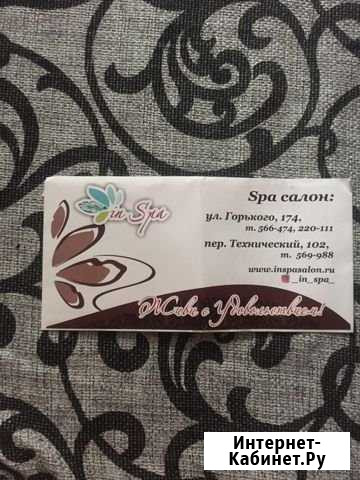 in Spa
Spa салон:
ул. Горького, 174,
т. 566-474, 220-111
пер. Технический, 102,
т. 569-988
www.inspasalon.ru
_in_spa_
Живи с Удовольствием!
Интернет-
Кабинет.Ру